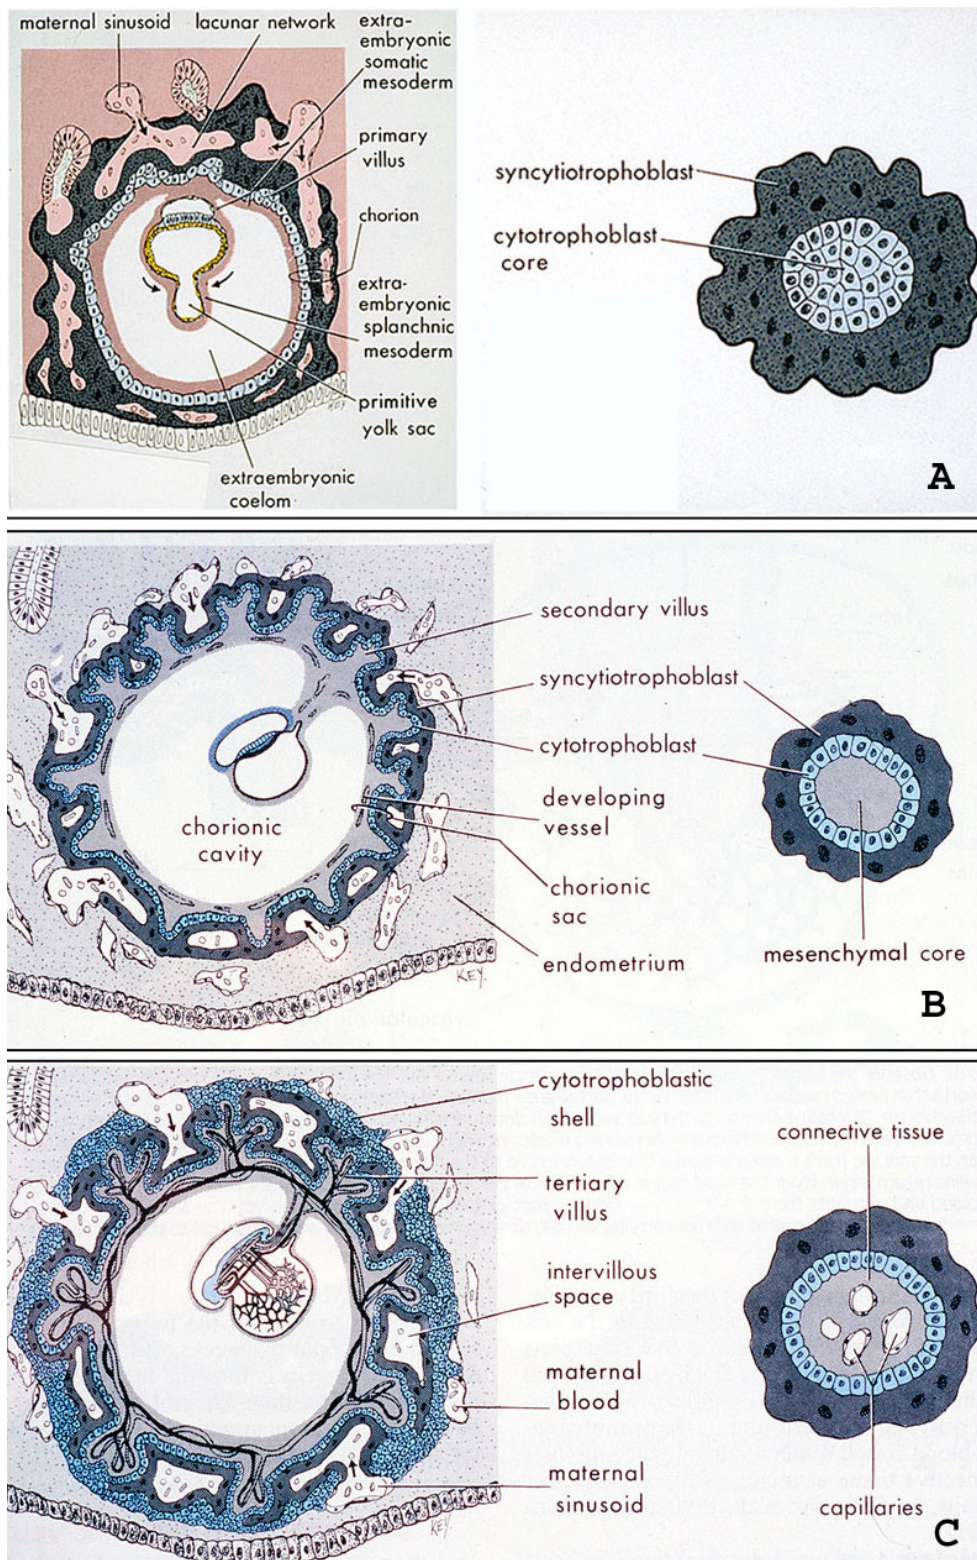 maternal sinusoid
lacunar network
extra-
embryonic
somatic
mesoderm
primary
villus
chorion
extra-
embryonic
splanchnic
mesoderm
primitive
yolk sac
extraembryonic
coelom
KEY
syncytiotrophoblast
cytotrophoblast
core
A
secondary villus
syncytiotrophoblast
cytotrophoblast
developing
vessel
chorionic
sac
endometrium
chorionic
cavity
KEY.
mesenchymal core
B
cytotrophoblastic
shell
tertiary
villus
intervillous
space
maternal
blood
maternal
sinusoid
KEY.
connective tissue
capillaries
C